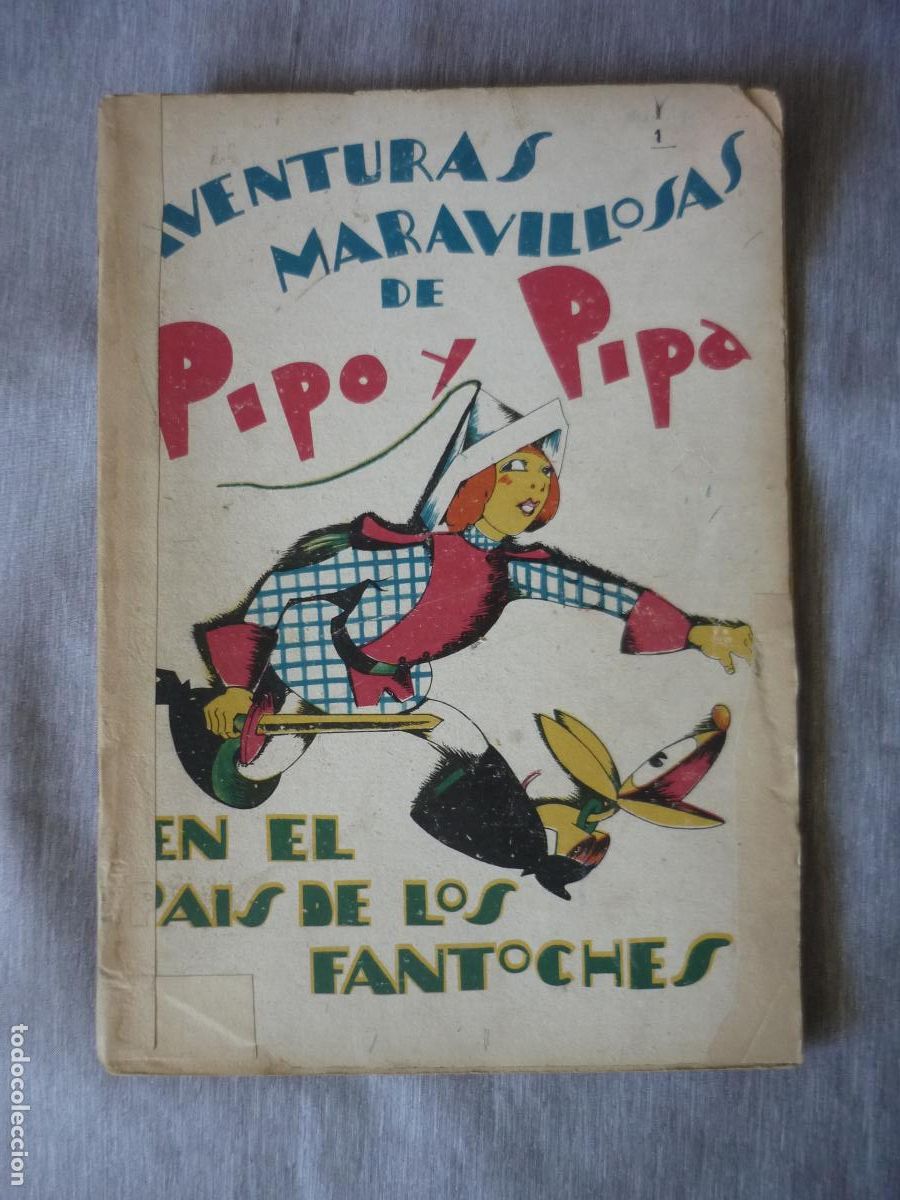 1
AVENTURAS
MARAVILLOSAS
DE
PIPO Y PIPA
EN EL
PAIS DE LOS
FANTOCHES
todocoleccion